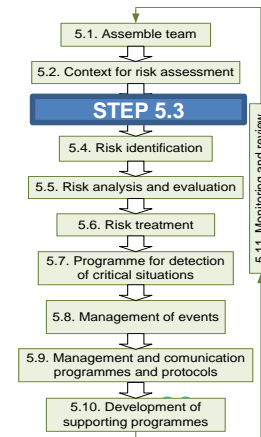 5.1. Assemble team
5.2. Context for risk assessment
STEP 5.3
5.4. Risk identification
5.5. Risk analysis and evaluation
5.6. Risk treatment
5.7. Programme for detection
of critical situations
5.8. Management of events
5.9. Management and comunication
programmes and protocols
5.10. Development of
supporting programmes
5.11. Monitoring and review